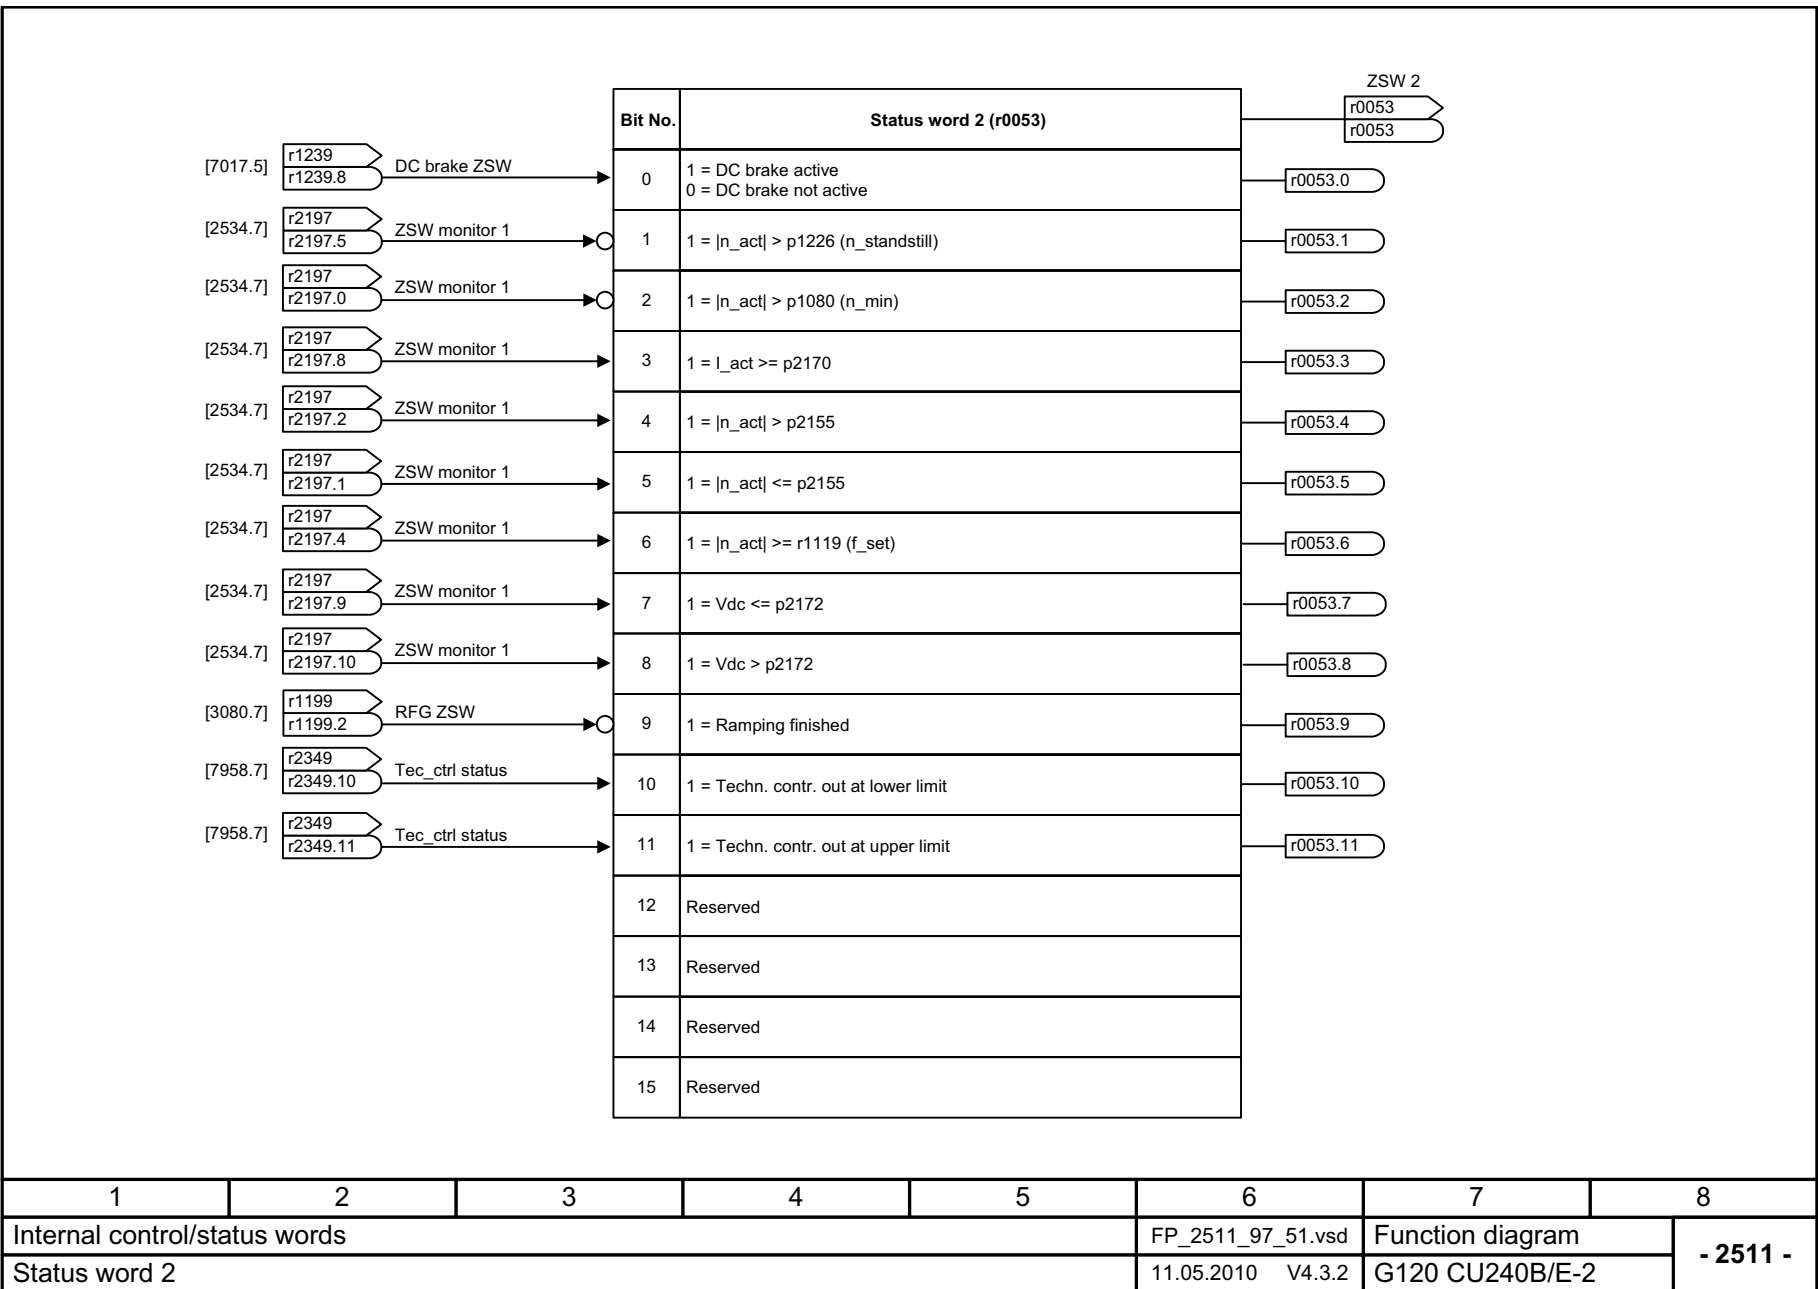 ZSW 2
r0053
r0053
Bit No. Status word 2 (r0053)
[7017.5] r1239
r1239.8 DC brake ZSW 0 1 = DC brake active
0 = DC brake not active r0053.0
[2534.7] r2197
r2197.5 ZSW monitor 1 1 1 = |n_act| > p1226 (n_standstill) r0053.1
[2534.7] r2197
r2197.0 ZSW monitor 1 2 1 = |n_act| > p1080 (n_min) r0053.2
[2534.7] r2197
r2197.8 ZSW monitor 1 3 1 = I_act >= p2170 r0053.3
[2534.7] r2197
r2197.2 ZSW monitor 1 4 1 = |n_act| > p2155 r0053.4
[2534.7] r2197
r2197.1 ZSW monitor 1 5 1 = |n_act| <= p2155 r0053.5
[2534.7] r2197
r2197.4 ZSW monitor 1 6 1 = |n_act| >= r1119 (f_set) r0053.6
[2534.7] r2197
r2197.9 ZSW monitor 1 7 1 = Vdc <= p2172 r0053.7
[2534.7] r2197
r2197.10 ZSW monitor 1 8 1 = Vdc > p2172 r0053.8
[3080.7] r1199
r1199.2 RFG ZSW 9 1 = Ramping finished r0053.9
[7958.7] r2349
r2349.10 Tec_ctrl status 10 1 = Techn. contr. out at lower limit r0053.10
[7958.7] r2349
r2349.11 Tec_ctrl status 11 1 = Techn. contr. out at upper limit r0053.11
12 Reserved
13 Reserved
14 Reserved
15 Reserved
1 2 3 4 5 6 7 8
Internal control/status words FP_2511_97_51.vsd Function diagram - 2511 -
Status word 2 11.05.2010 V4.3.2 G120 CU240B/E-2